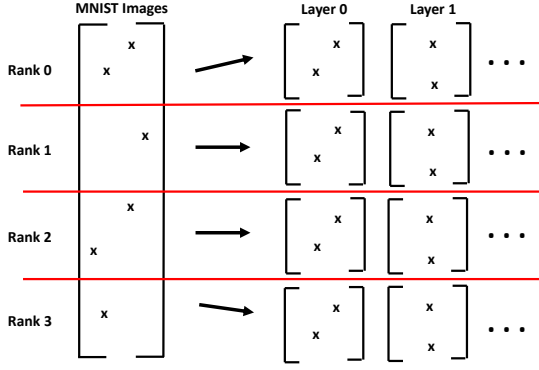 MNIST Images Layer 0 Layer 1
x x x
Rank 0 x x x
x
Rank 1 x x x
x x
Rank 2 x x x
x x x
Rank 3 x x x
x x